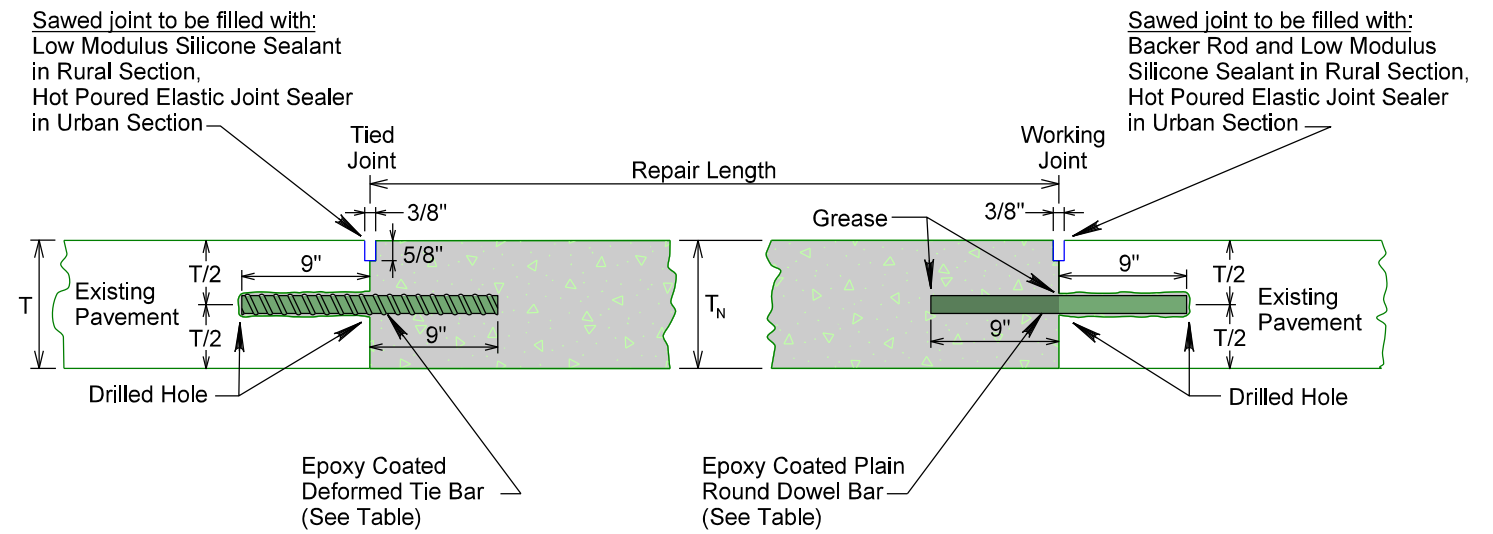 Sawed joint to be filled with:
Low Modulus Silicone Sealant
in Rural Section,
Hot Poured Elastic Joint Sealer
in Urban Section
Sawed joint to be filled with:
Backer Rod and Low Modulus
Silicone Sealant in Rural Section,
Hot Poured Elastic Joint Sealer
in Urban Section
Tied
Joint
Repair Length
Working
Joint
3/8"
Grease
3/8"
5/8"
T
T/2
T/2
9"
Existing
Pavement
9"
TN
9"
9"
T/2
T/2
Existing
Pavement
Drilled Hole
Drilled Hole
Epoxy Coated
Deformed Tie Bar
(See Table)
Epoxy Coated Plain
Round Dowel Bar
(See Table)